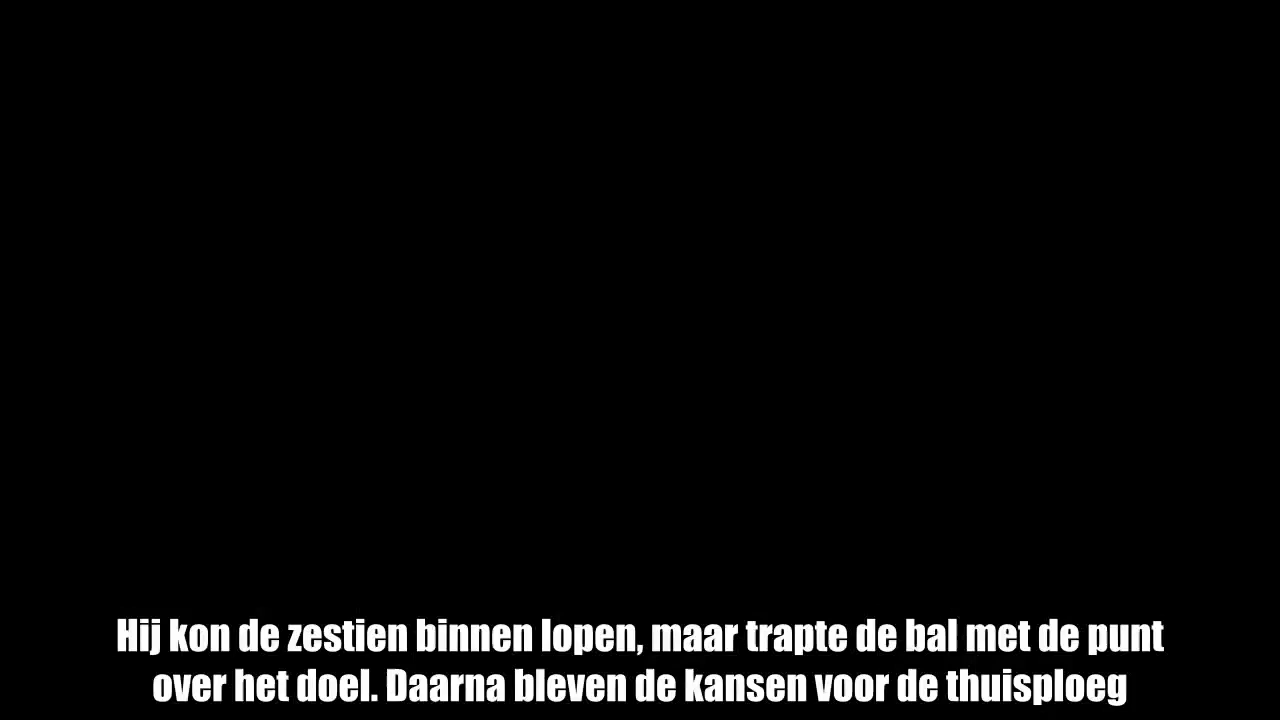 Hij kon de zestien binnen lopen, maar trapte de bal met de punt
over het doel. Daarna bleven de kansen voor de thuisploeg